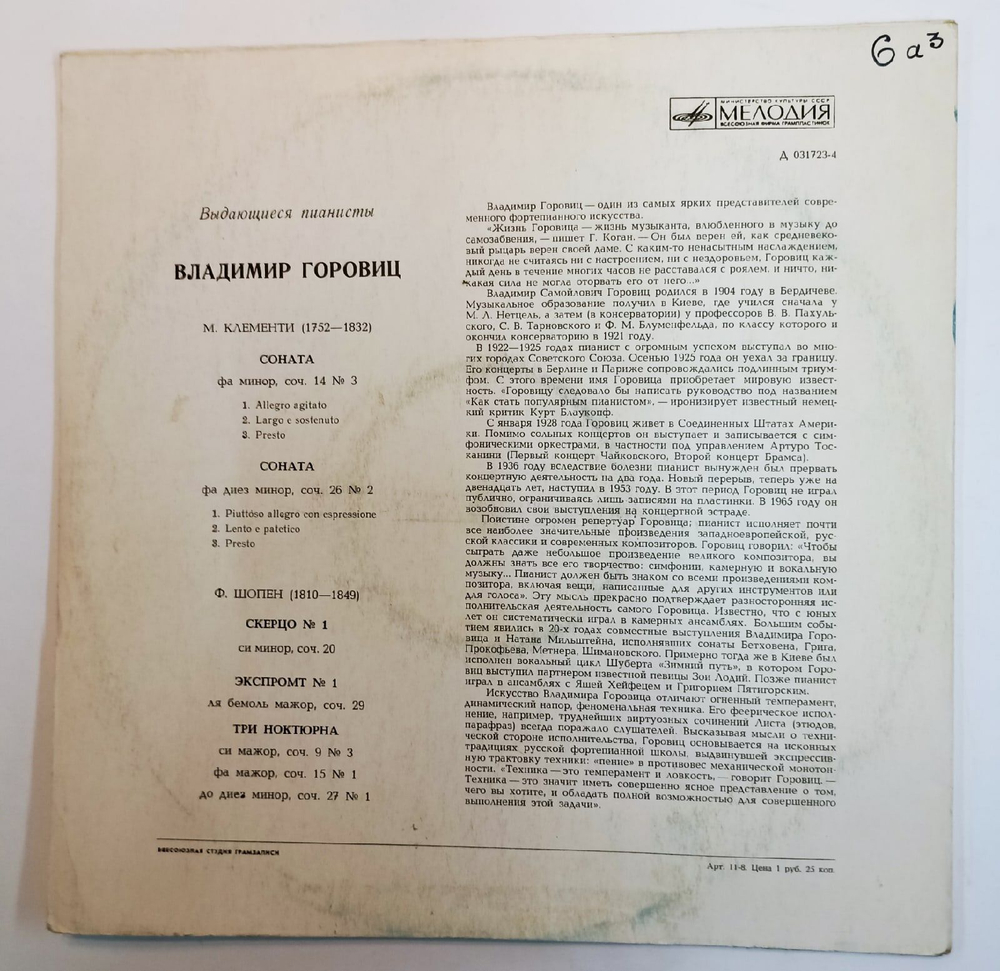 6 а³
МИНИСТЕРСТВО КУЛЬТУРЫ СССР
МЕЛОДИЯ
ВСЕСОЮЗНАЯ ФИРМА ГРАМПЛАСТИНОК
Д 031723-4
Выдающиеся пианисты
ВЛАДИМИР ГОРОВИЦ
М. КЛЕМЕНТИ (1752—1832)
СОНАТА
фа минор, соч. 14 № 3
1. Allegro agitato
2. Largo e sostenuto
3. Presto
СОНАТА
фа диез минор, соч. 26 № 2
1. Piuttoso allegro con espressione
2. Lento e patetico
3. Presto
Ф. ШОПЕН (1810—1849)
СКЕРЦО № 1
си минор, соч. 20
ЭКСПРОМТ № 1
ля бемоль мажор, соч. 29
ТРИ НОКТЮРНА
си мажор, соч. 9 № 3
фа мажор, соч. 15 № 1
до диез минор, соч. 27 № 1
Владимир Горовиц — один из самых ярких представителей совре-
менного фортепианного искусства.
«Жизнь Горовица — жизнь музыканта, влюбленного в музыку до
самозабвения, — пишет Г. Коган. — Он был верен ей, как средневеко-
вый рыцарь верен своей даме. С каким-то ненасытным наслаждением,
никогда не считаясь ни с настроением, ни с нездоровьем, Горовиц каж-
дый день в течение многих часов не расставался с роялем, и ничто, ни-
какая сила не могла оторвать его от него...»
Владимир Самойлович Горовиц родился в 1904 году в Бердичеве.
Музыкальное образование получил в Киеве, где учился сначала у
М. Л. Нетцель, а затем (в консерватории) у профессоров В. В. Пахуль-
ского, С. В. Тарновского и Ф. М. Блуменфельда, по классу которого и
окончил консерваторию в 1921 году.
В 1922—1925 годах пианист с огромным успехом выступал во мно-
гих городах Советского Союза. Осенью 1925 года он уехал за границу.
Его концерты в Берлине и Париже сопровождались подлинным триум-
фом. С этого времени имя Горовица приобретает мировую извест-
ность. «Горовицу следовало бы написать руководство под названием
«Как стать популярным пианистом», — иронизирует известный немец-
кий критик Курт Блаукопф.
С января 1928 года Горовиц живет в Соединенных Штатах Амери-
ки. Помимо сольных концертов он выступает и записывается с сим-
фоническими оркестрами, в частности под управлением Артуро Тос-
канини (Первый концерт Чайковского, Второй концерт Брамса).
В 1936 году вследствие болезни пианист вынужден был прервать
концертную деятельность на два года. Новый перерыв, теперь уже на
двенадцать лет, наступил в 1953 году. В этот период Горовиц не играл
публично, ограничиваясь лишь записями на пластинки. В 1965 году он
возобновил свои выступления на концертной эстраде.
Поистине огромен репертуар Горовица; пианист исполняет почти
все наиболее значительные произведения западноевропейской, рус-
ской классики и современных композиторов. Горовиц говорил: «Чтобы
сыграть даже небольшое произведение великого композитора, вы
должны знать все его творчество: симфонии, камерную и вокальную
музыку... Пианист должен быть знаком со всеми произведениями ком-
позитора, включая вещи, написанные для других инструментов или
для голоса». Эту мысль прекрасно подтверждает разносторонняя ис-
полнительская деятельность самого Горовица. Известно, что с юных
лет он систематически играл в камерных ансамблях. Большим собы-
тием явились в 20-х годах совместные выступления Владимира Горо-
вица и Натана Мильштейна, исполнявших сонаты Бетховена, Грига,
Прокофьева, Метнера, Шимановского. Примерно тогда же в Киеве был
исполнен вокальный цикл Шуберта «Зимний путь», в котором Горо-
виц выступил партнером известной певицы Зои Лодий. Позже пианист
играл в ансамблях с Яшей Хейфецем и Григорием Пятигорским.
Искусство Владимира Горовица отличают огненный темперамент,
динамический напор, феноменальная техника. Его феерическое испол-
нение, например, труднейших виртуозных сочинений Листа (этюдов,
парафраз) всегда поражало слушателей. Высказывая мысли о техни-
ческой стороне исполнительства, Горовиц основывается на исконных
традициях русской фортепианной школы, выдвинувшей экспрессив-
ную трактовку техники: «пение» в противовес механической монотон-
ности. «Техника — это темперамент и ловкость, — говорит Горовиц. —
Техника — это значит иметь совершенно ясное представление о том,
чего вы хотите, и обладать полной возможностью для совершенного
выполнения этой задачи».
ВСЕСОЮЗНАЯ СТУДИЯ ГРАМЗАПИСИ
Арт. 11-8. Цена 1 руб. 25 коп.